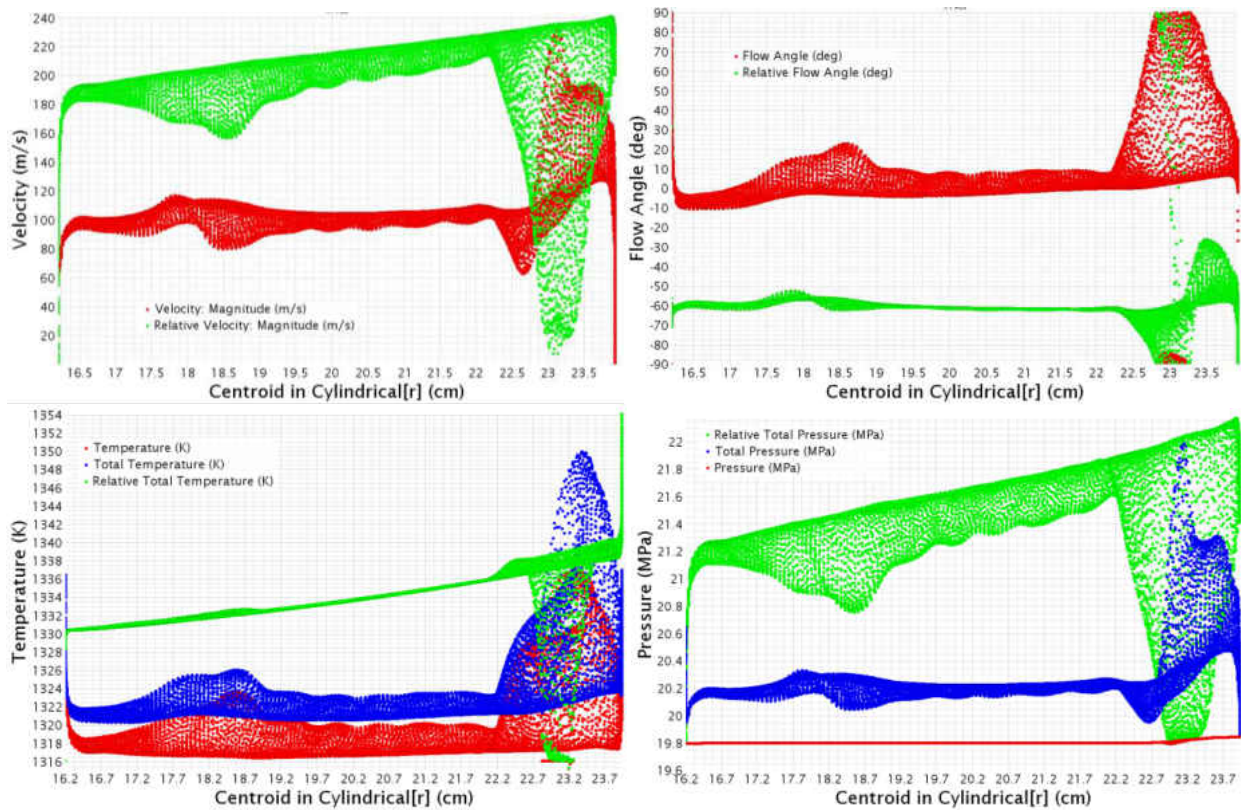 240
220
200
180
160
140
120
100
80
60
40
20
Velocity (m/s)
Velocity: Magnitude (m/s)
Relative Velocity: Magnitude (m/s)
16.5 17 17.5 18 18.5 19 19.5 20 20.5 21 21.5 22 22.5 23 23.5
Centroid in Cylindrical[r] (cm)
90
80
70
60
50
40
30
20
10
0
-10
-20
-30
-40
-50
-60
-70
-80
-90
Flow Angle (deg)
Flow Angle (deg)
Relative Flow Angle (deg)
16.5 17 17.5 18 18.5 19 19.5 20 20.5 21 21.5 22 22.5 23 23.5
Centroid in Cylindrical[r] (cm)
1354
1352
1350
1348
1346
1344
1342
1340
1338
1336
1334
1332
1330
1328
1326
1324
1322
1320
1318
1316
Temperature (K)
Temperature (K)
Total Temperature (K)
Relative Total Temperature (K)
16.2 16.7 17.2 17.7 18.2 18.7 19.2 19.7 20.2 20.7 21.2 21.7 22.2 22.7 23.2 23.7
Centroid in Cylindrical[r] (cm)
22
21.8
21.6
21.4
21.2
21
20.8
20.6
20.4
20.2
20
19.8
19.6
Pressure (MPa)
Relative Total Pressure (MPa)
Total Pressure (MPa)
Pressure (MPa)
16.2 16.7 17.2 17.7 18.2 18.7 19.2 19.7 20.2 20.7 21.2 21.7 22.2 22.7 23.2 23.7
Centroid in Cylindrical[r] (cm)